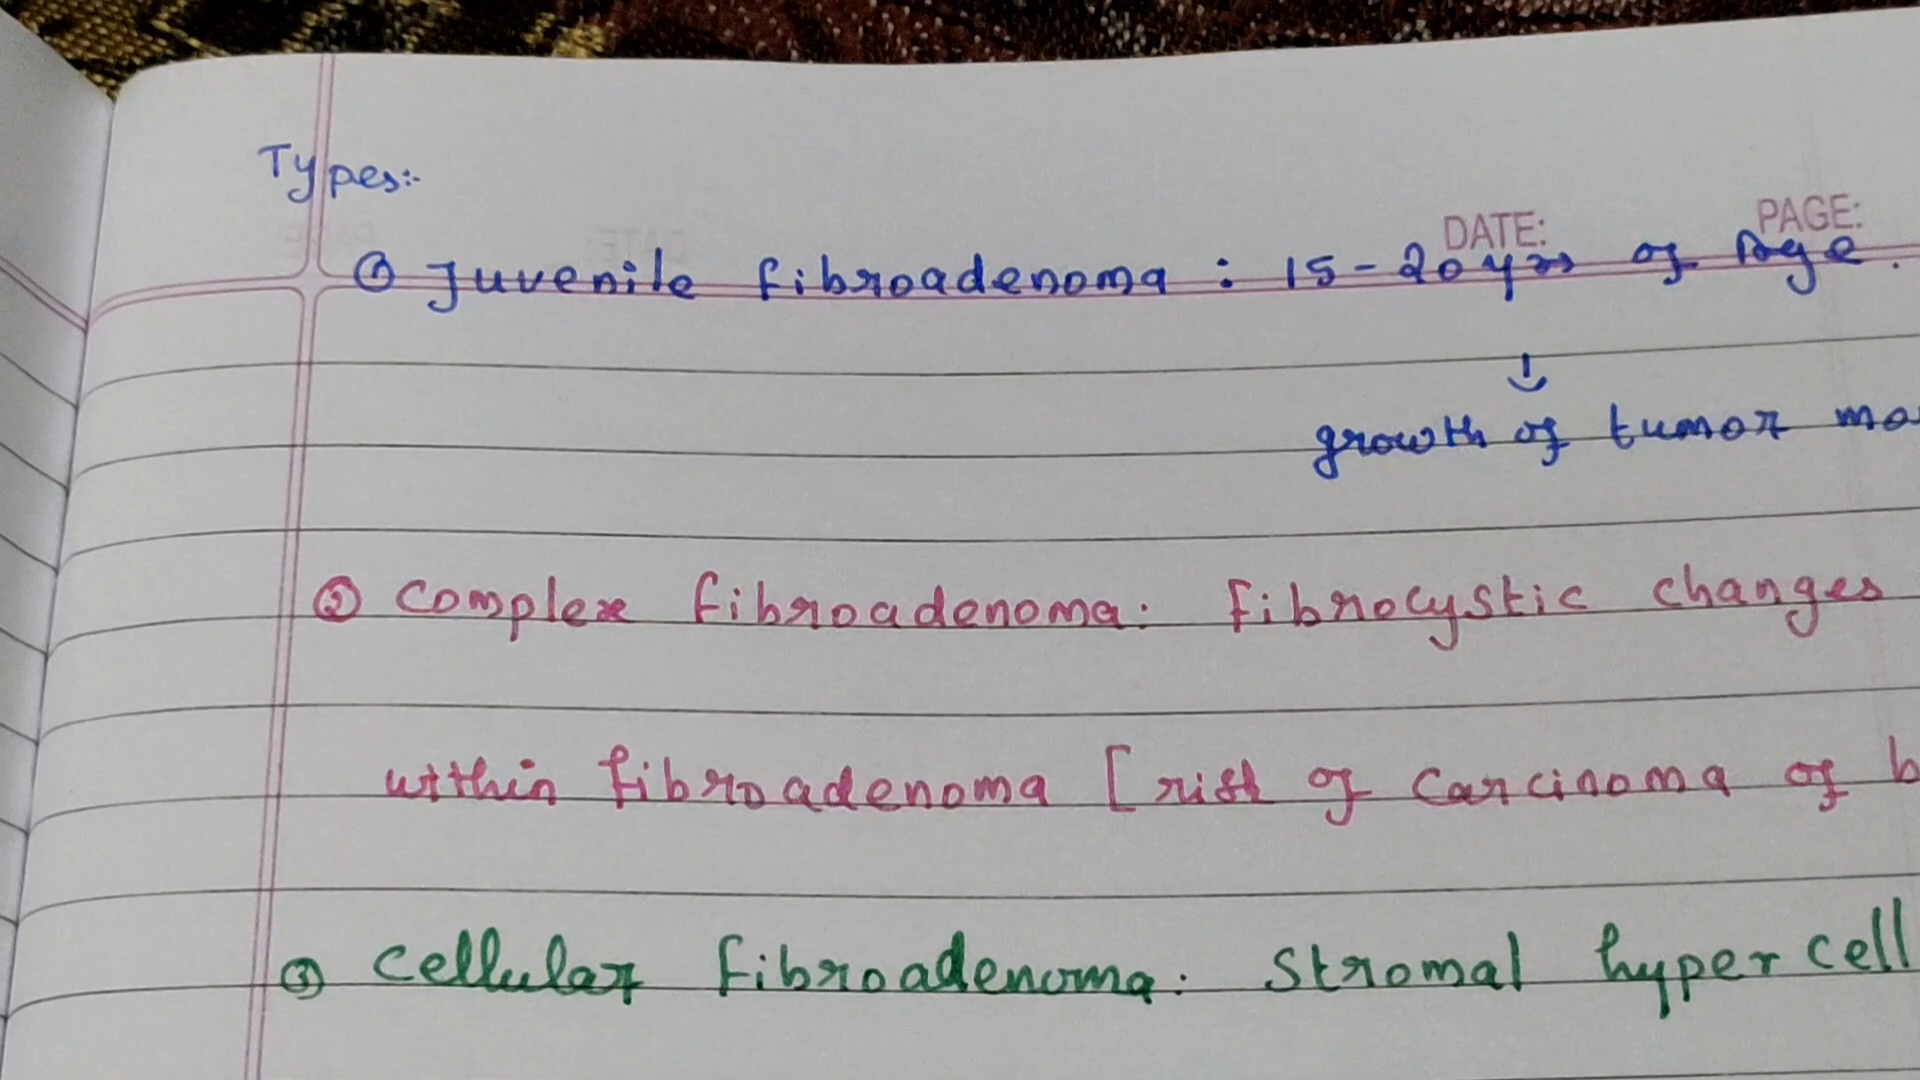 Types:-
DATE: PAGE:
① Juvenile fibroadenoma : 15-20 yrs of Age.
↓
growth of tumor
② Complex fibroadenoma: fibrocystic changes
within fibroadenoma [risk of Carcinoma of
③ Cellular fibroadenoma: Stromal hyper cell